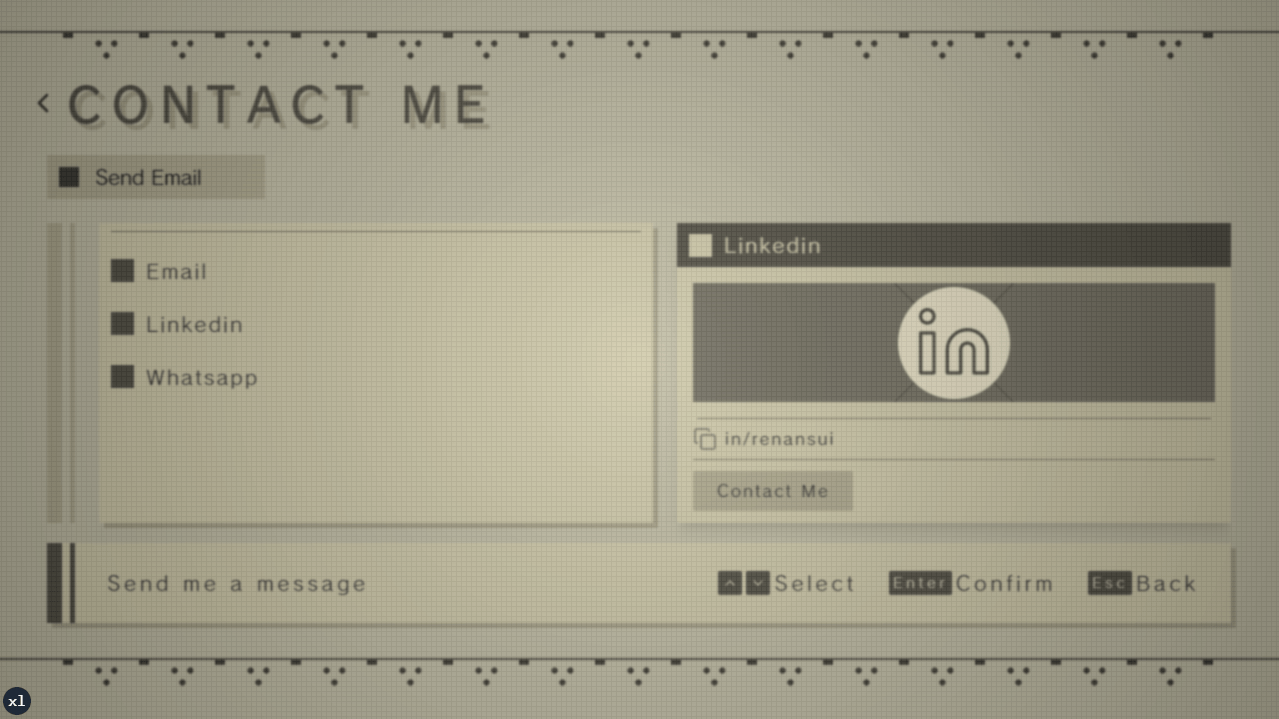 CONTACT ME
Send Email
Email
Linkedin
Whatsapp
Linkedin
in
in/renansui
Contact Me
Send me a message
Select
Enter Confirm
Esc Back
xl